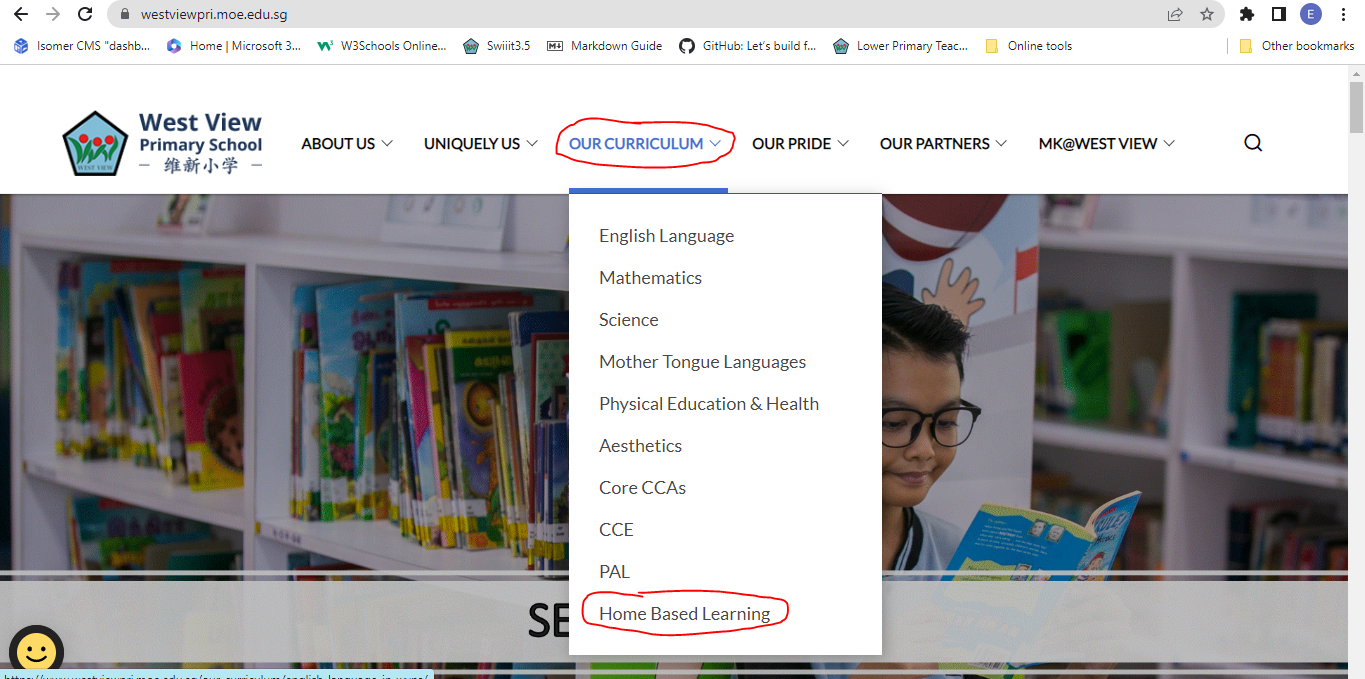 westviewpri.moe.edu.sg
E
Isomer CMS "dashb...
Home | Microsoft 3...
W3Schools Online...
Swiiit3.5
Markdown Guide
GitHub: Let's build f...
Lower Primary Teac...
Online tools
Other bookmarks
West View
Primary School
维新小学
WEST VIEW
ABOUT US
UNIQUELY US
OUR CURRICULUM
OUR PRIDE
OUR PARTNERS
MK@WEST VIEW
English Language
Mathematics
Science
Mother Tongue Languages
Physical Education & Health
Aesthetics
Core CCAs
CCE
PAL
Home Based Learning
SE